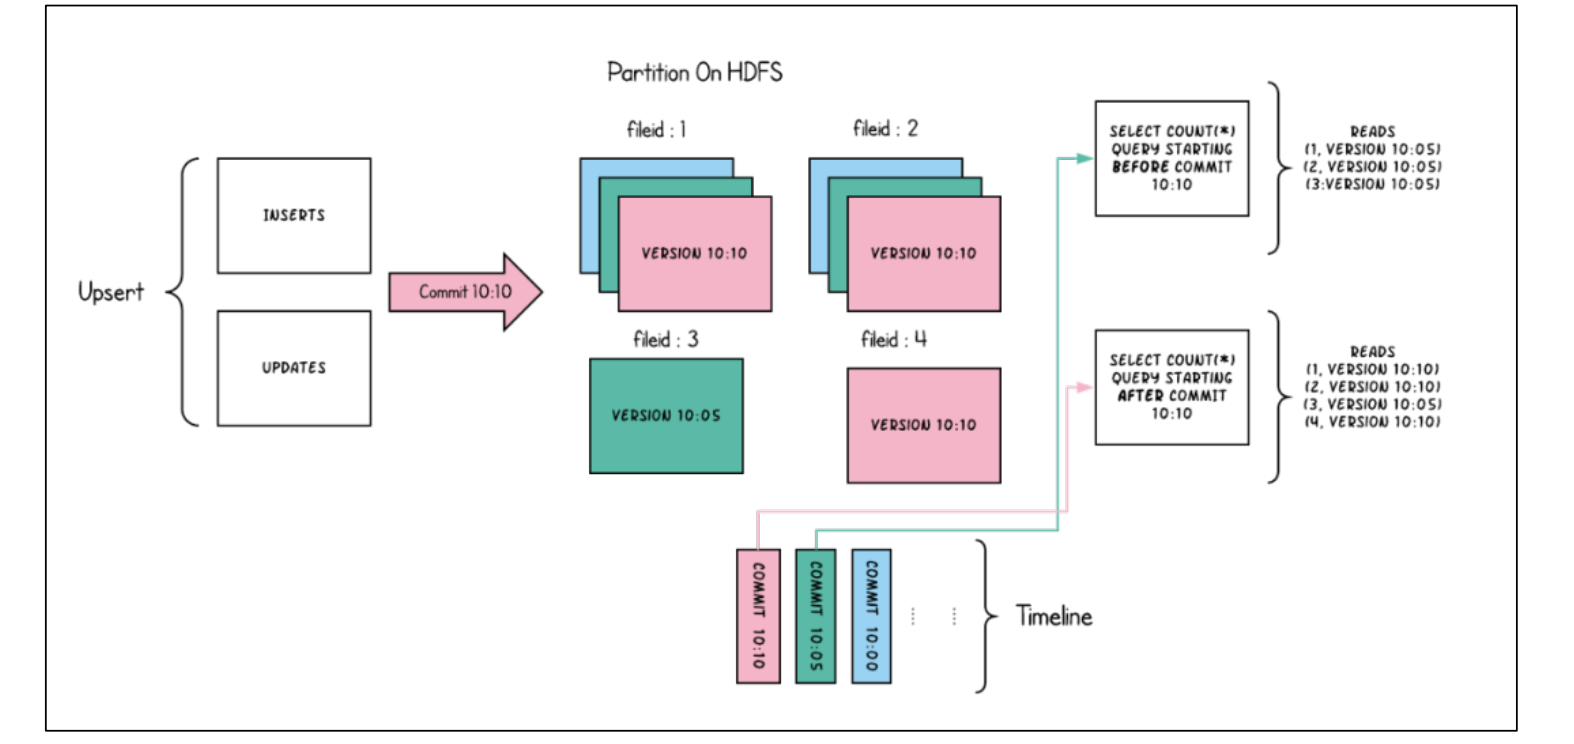 Partition On HDFS
fileid : 1
fileid : 2
Upsert
INSERTS
UPDATES
Commit 10:10
VERSION 10:10
VERSION 10:10
fileid : 3
fileid : 4
VERSION 10:05
VERSION 10:10
SELECT COUNT(*)
QUERY STARTING
BEFORE COMMIT
10:10
READS
(1, VERSION 10:05)
(2, VERSION 10:05)
(3:VERSION 10:05)
SELECT COUNT(*)
QUERY STARTING
AFTER COMMIT
10:10
READS
(1, VERSION 10:10)
(2, VERSION 10:10)
(3, VERSION 10:05)
(4, VERSION 10:10)
COMMIT 10:10
COMMIT 10:05
COMMIT 10:00
Timeline